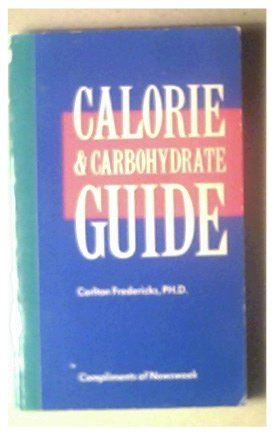 CALORIE
& CARBOHYDRATE
GUIDE
Carlton Fredericks, PH.D.
Compliments of Newsweek